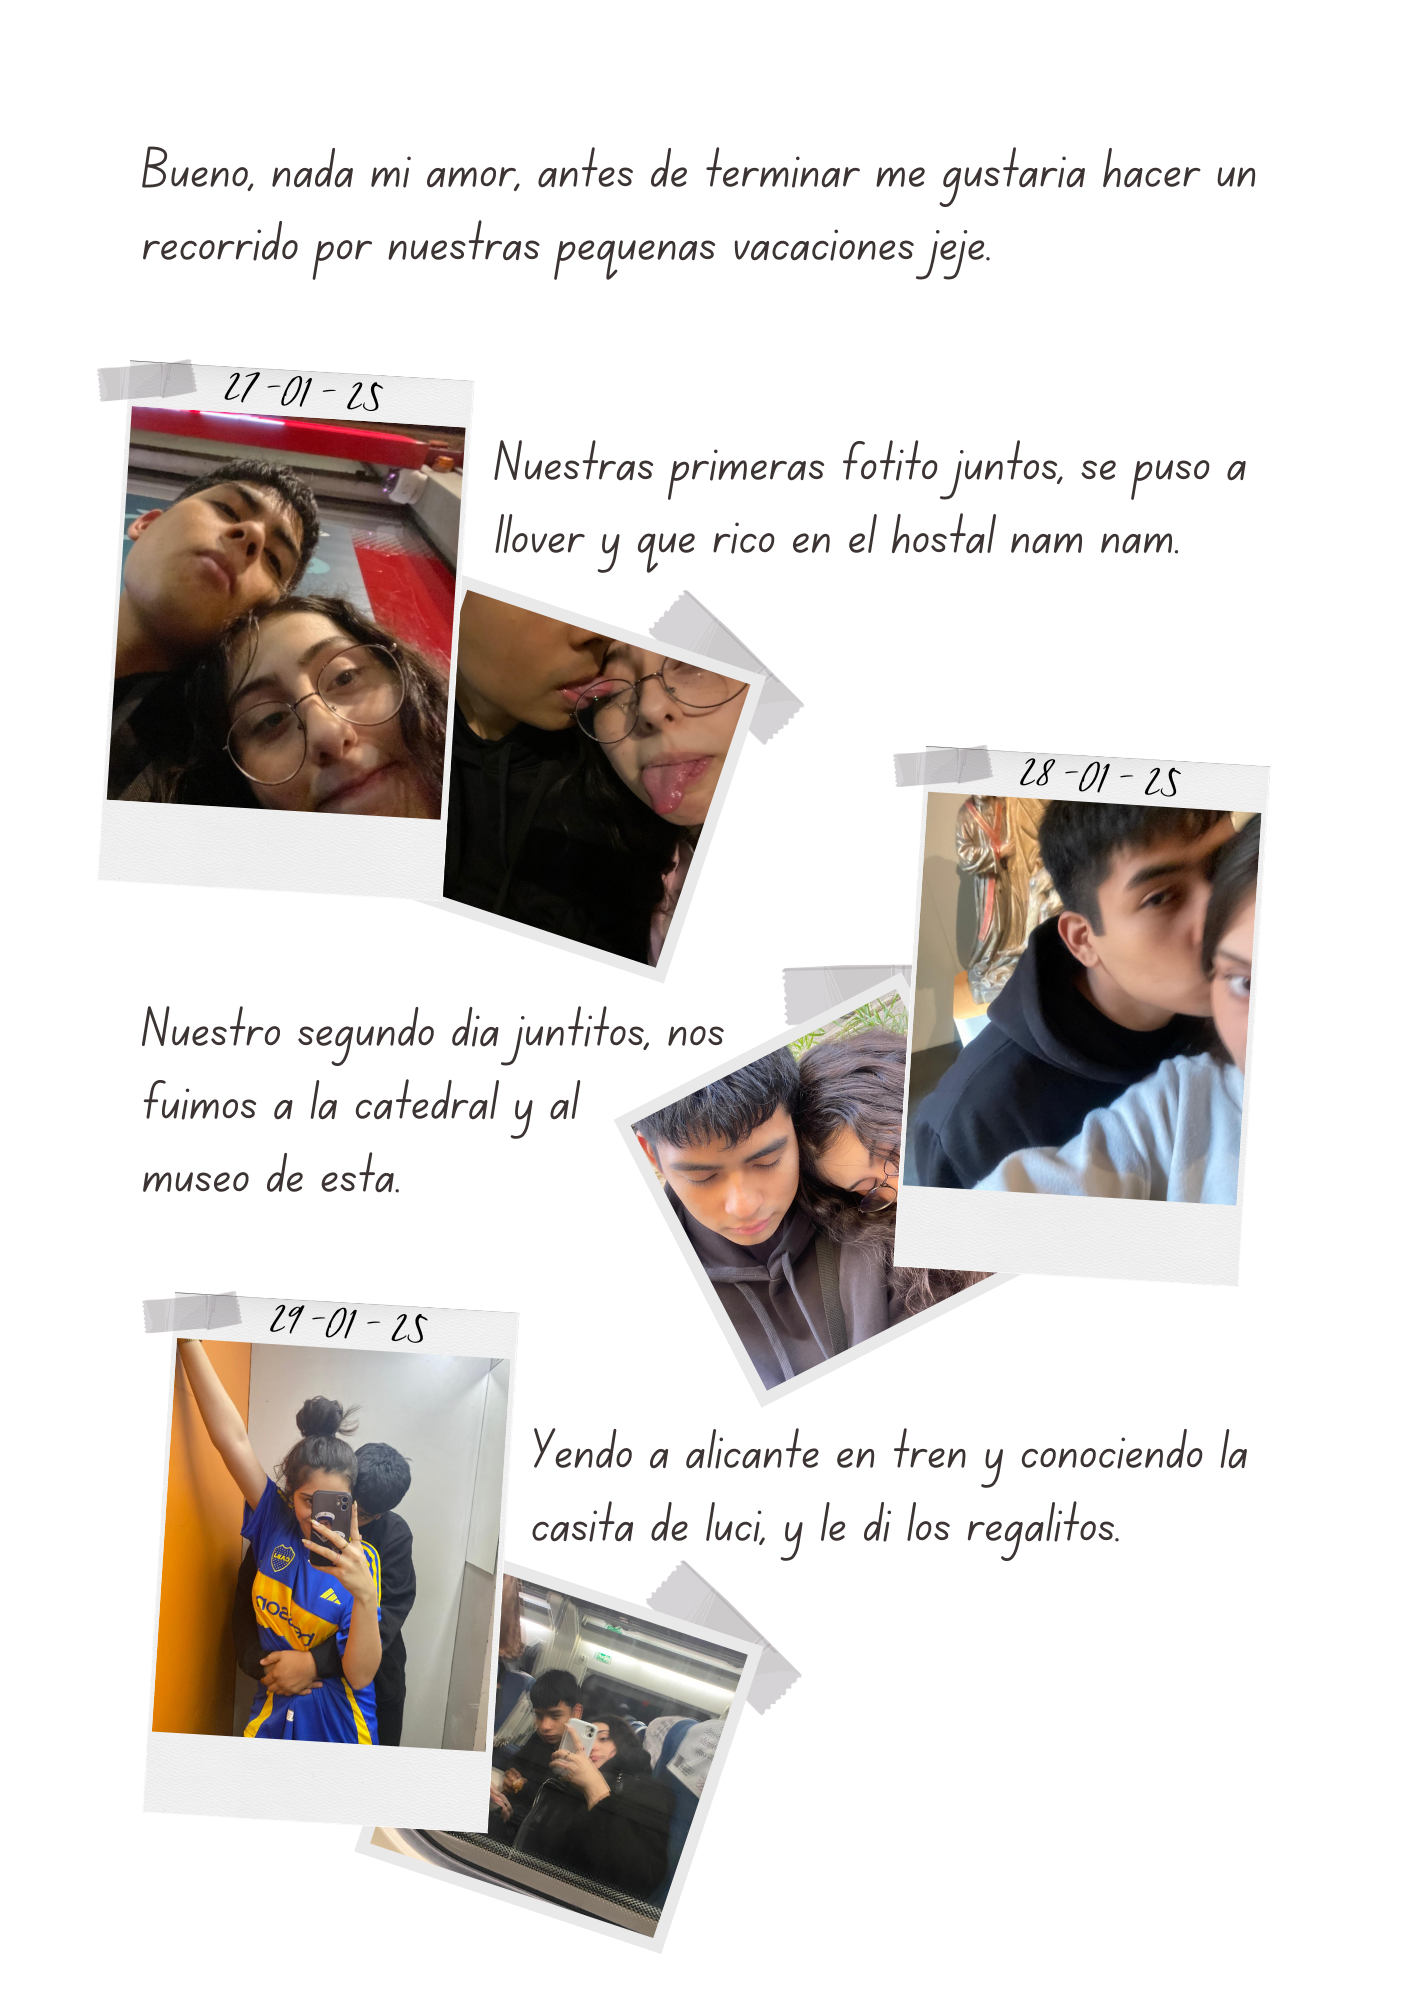 Bueno, nada mi amor, antes de terminar me gustaria hacer un
recorrido por nuestras pequenas vacaciones jeje.
27-01-25
Nuestras primeras fotito juntos, se puso a
llover y que rico en el hostal nam nam.
28-01-25
Nuestro segundo dia juntitos, nos
fuimos a la catedral y al
museo de esta.
29-01-25
Yendo a alicante en tren y conociendo la
casita de luci, y le di los regalitos.